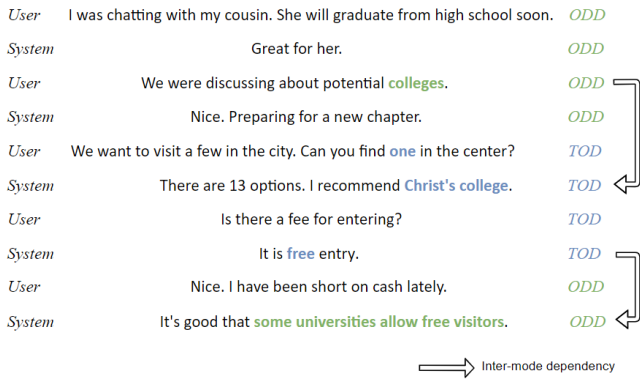 User I was chatting with my cousin. She will graduate from high school soon. ODD
System Great for her. ODD
User We were discussing about potential colleges. ODD
System Nice. Preparing for a new chapter. ODD
User We want to visit a few in the city. Can you find one in the center? TOD
System There are 13 options. I recommend Christ's college. TOD
User Is there a fee for entering? TOD
System It is free entry. TOD
User Nice. I have been short on cash lately. ODD
System It's good that some universities allow free visitors. ODD
Inter-mode dependency